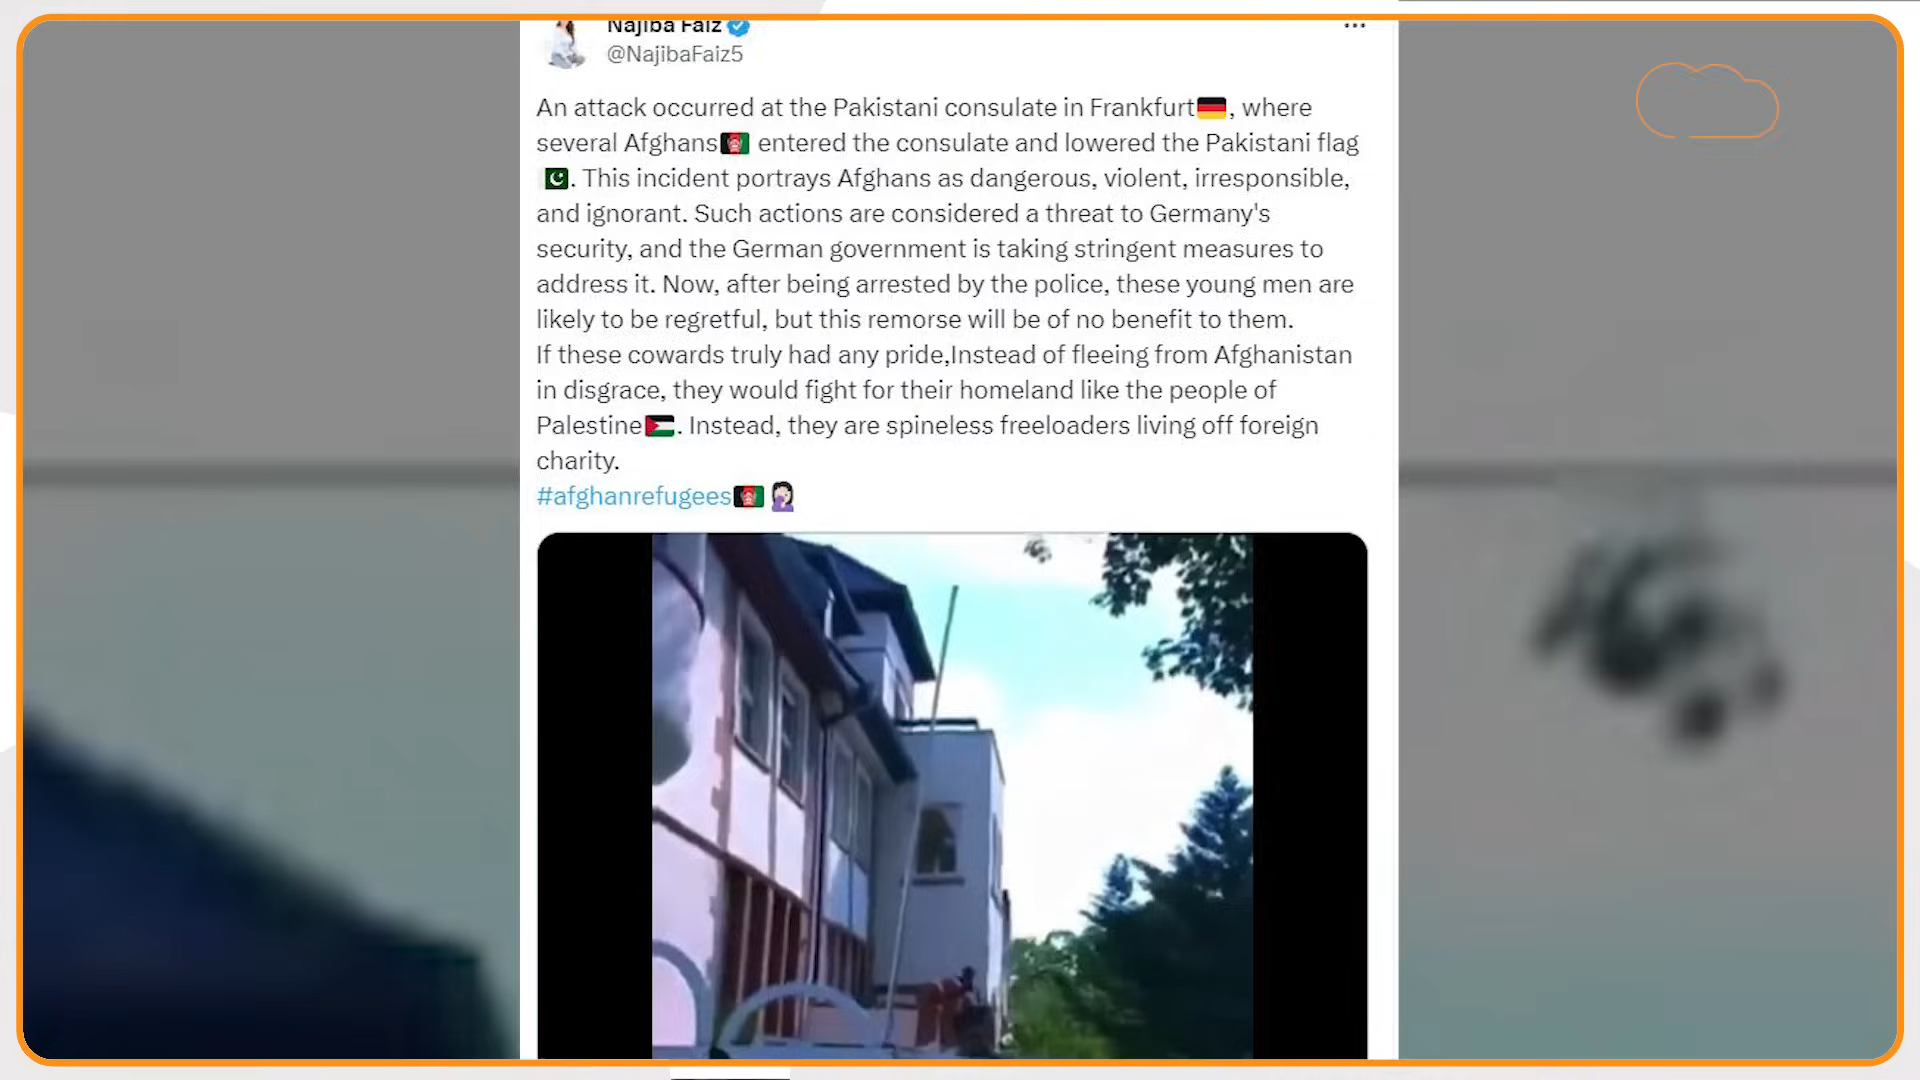 Najiba Faiz
@NajibaFaiz5
An attack occurred at the Pakistani consulate in Frankfurt🇩🇪, where
several Afghans🇦🇫 entered the consulate and lowered the Pakistani flag
🇵🇰. This incident portrays Afghans as dangerous, violent, irresponsible,
and ignorant. Such actions are considered a threat to Germany's
security, and the German government is taking stringent measures to
address it. Now, after being arrested by the police, these young men are
likely to be regretful, but this remorse will be of no benefit to them.
If these cowards truly had any pride,Instead of fleeing from Afghanistan
in disgrace, they would fight for their homeland like the people of
Palestine🇵🇸. Instead, they are spineless freeloaders living off foreign
charity.
#afghanrefugees🇦🇫🤦🏻‍♀️